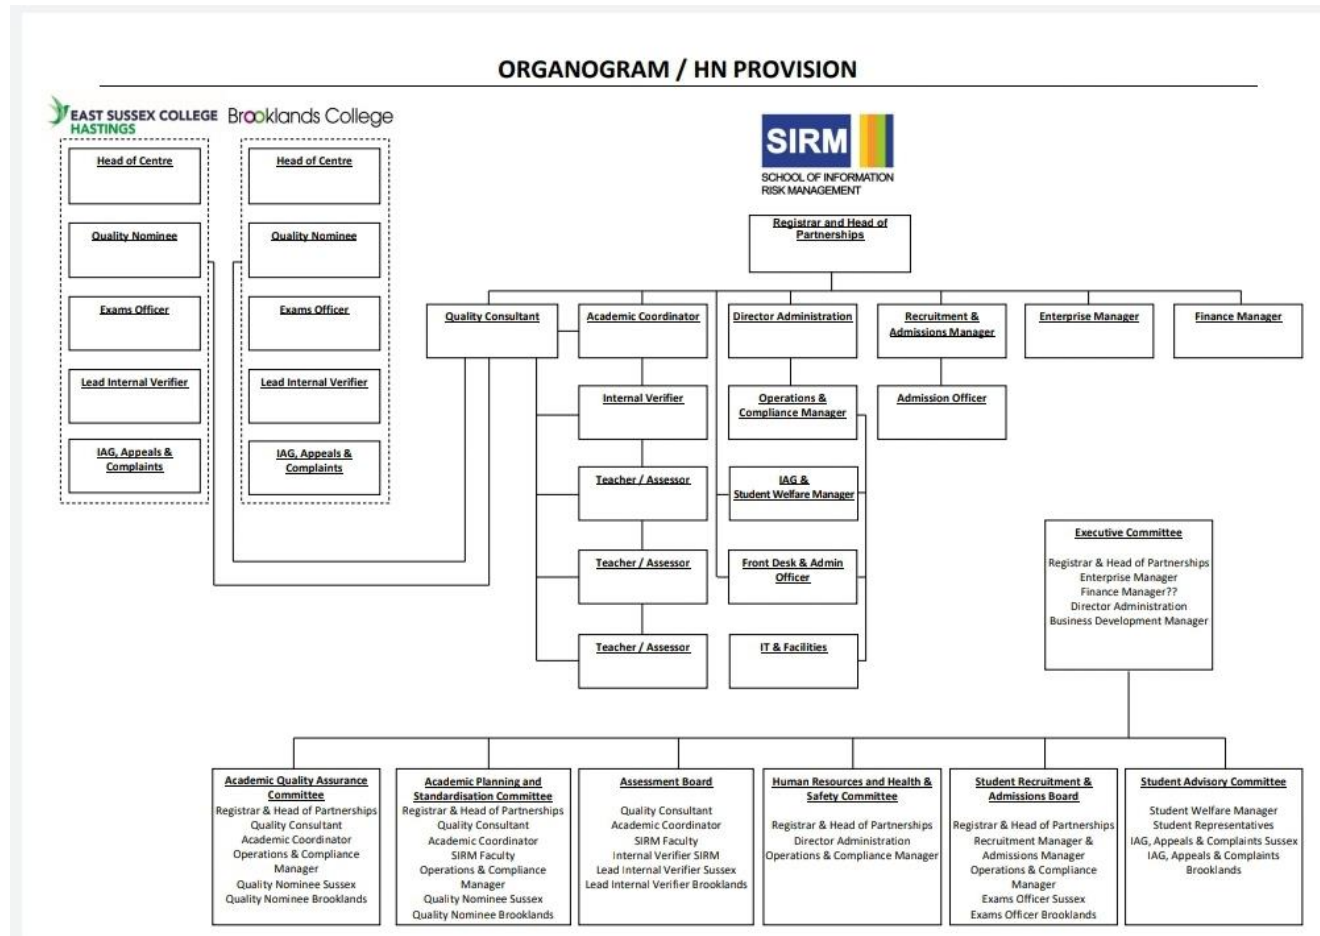 ORGANOGRAM / HN PROVISION
EAST SUSSEX COLLEGE
HASTINGS
Brooklands College
SIRM
SCHOOL OF INFORMATION
RISK MANAGEMENT
Head of Centre
Quality Nominee
Exams Officer
Lead Internal Verifier
IAG, Appeals &
Complaints
Head of Centre
Quality Nominee
Exams Officer
Lead Internal Verifier
IAG, Appeals &
Complaints
Registrar and Head of
Partnerships
Quality Consultant
Academic Coordinator
Director Administration
Recruitment &
Admissions Manager
Enterprise Manager
Finance Manager
Internal Verifier
Operations &
Compliance Manager
Admission Officer
Teacher / Assessor
IAG &
Student Welfare Manager
Teacher / Assessor
Front Desk & Admin
Officer
Teacher / Assessor
IT & Facilities
Executive Committee
Registrar & Head of Partnerships
Enterprise Manager
Finance Manager??
Director Administration
Business Development Manager
Academic Quality Assurance
Committee
Registrar & Head of Partnerships
Quality Consultant
Academic Coordinator
Operations & Compliance
Manager
Quality Nominee Sussex
Quality Nominee Brooklands
Academic Planning and
Standardisation Committee
Registrar & Head of Partnerships
Quality Consultant
Academic Coordinator
SIRM Faculty
Operations & Compliance
Manager
Quality Nominee Sussex
Quality Nominee Brooklands
Assessment Board
Quality Consultant
Academic Coordinator
SIRM Faculty
Internal Verifier SIRM
Lead Internal Verifier Sussex
Lead Internal Verifier Brooklands
Human Resources and Health &
Safety Committee
Registrar & Head of Partnerships
Director Administration
Operations & Compliance Manager
Student Recruitment &
Admissions Board
Registrar & Head of Partnerships
Recruitment Manager &
Admissions Manager
Operations & Compliance
Manager
Exams Officer Sussex
Exams Officer Brooklands
Student Advisory Committee
Student Welfare Manager
Student Representatives
IAG, Appeals & Complaints Sussex
IAG, Appeals & Complaints
Brooklands